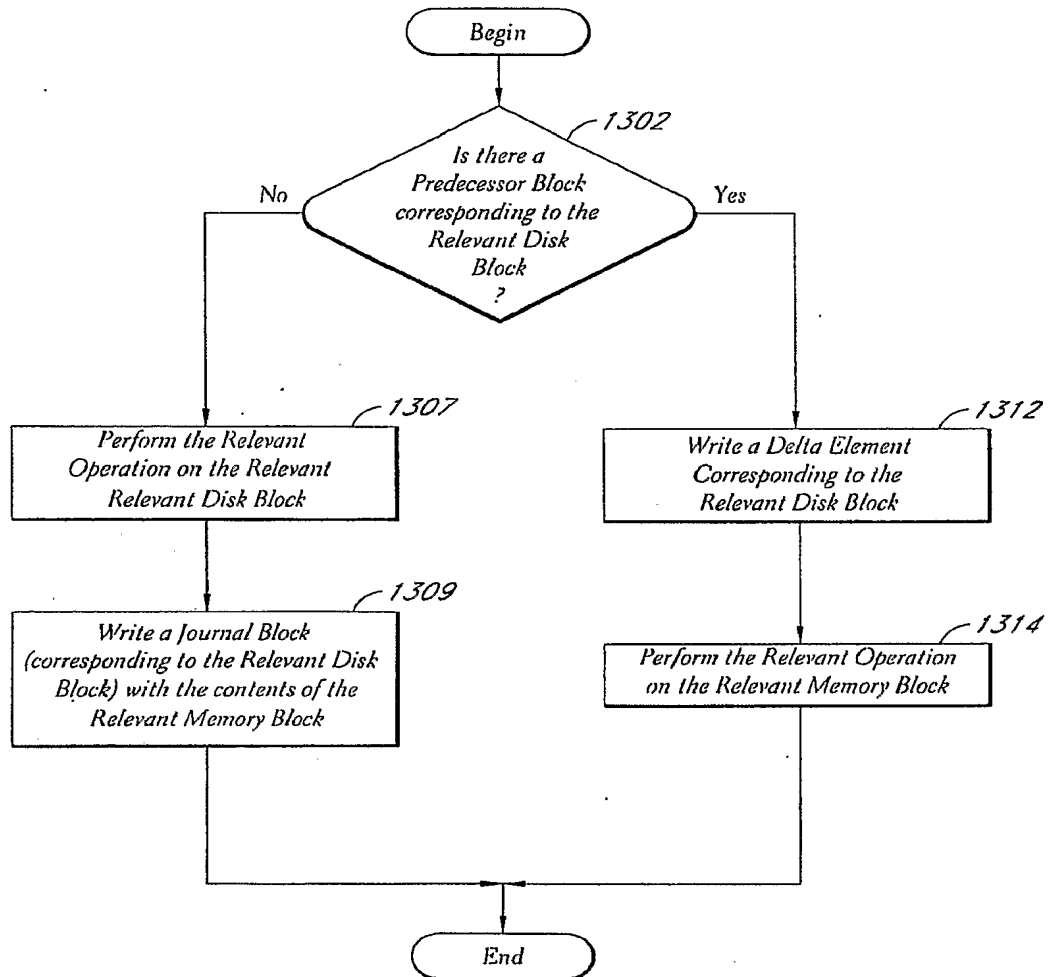 Begin
1302
Is there a
Predecessor Block
corresponding to the
Relevant Disk
Block
?
No
Yes
1307
Perform the Relevant
Operation on the Relevant
Relevant Disk Block
1312
Write a Delta Element
Corresponding to the
Relevant Disk Block
1309
Write a Journal Block
(corresponding to the Relevant Disk
Block) with the contents of the
Relevant Memory Block
1314
Perform the Relevant Operation
on the Relevant Memory Block
End